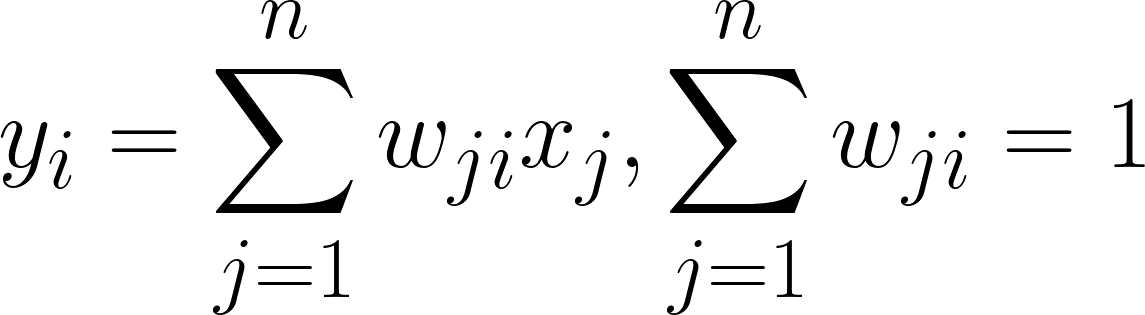 y_i = \sum_{j=1}^{n} w_{ji} x_j, \sum_{j=1}^{n} w_{ji} = 1